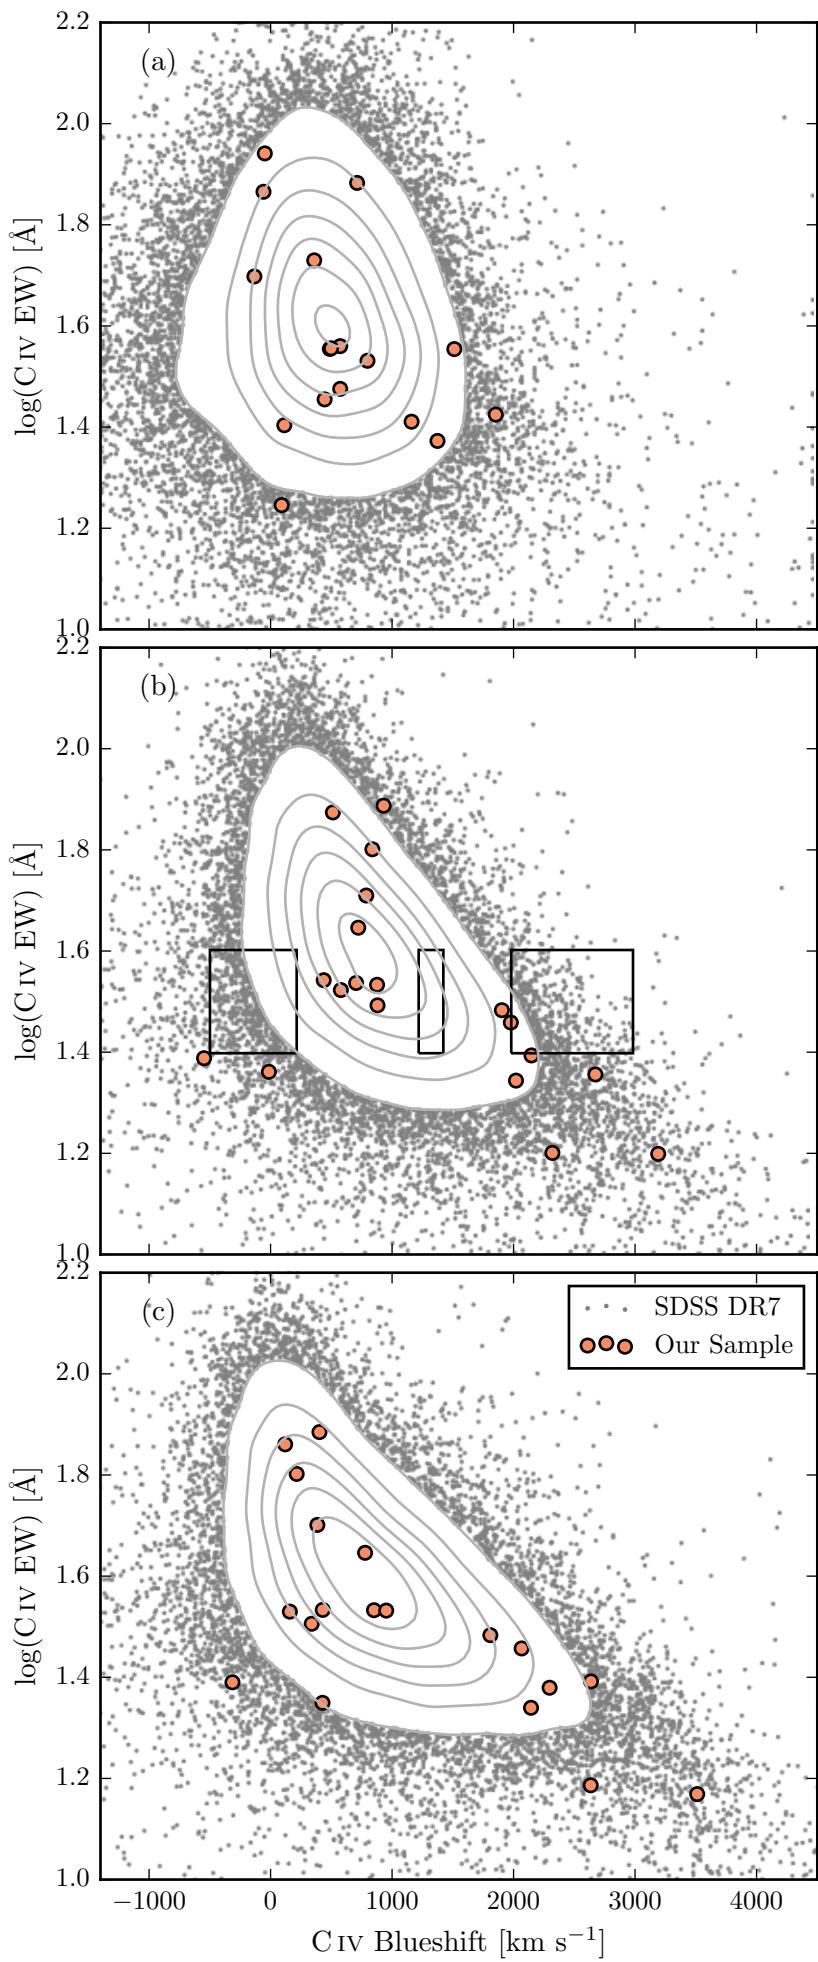 2.2
(a)
2.0
1.8
1.6
1.4
1.2
1.0
log(C IV EW) [Å]
2.2
(b)
2.0
1.8
1.6
1.4
1.2
1.0
log(C IV EW) [Å]
2.2
(c)
SDSS DR7
Our Sample
2.0
1.8
1.6
1.4
1.2
1.0
log(C IV EW) [Å]
−1000 0 1000 2000 3000 4000
C IV Blueshift [km s⁻¹]